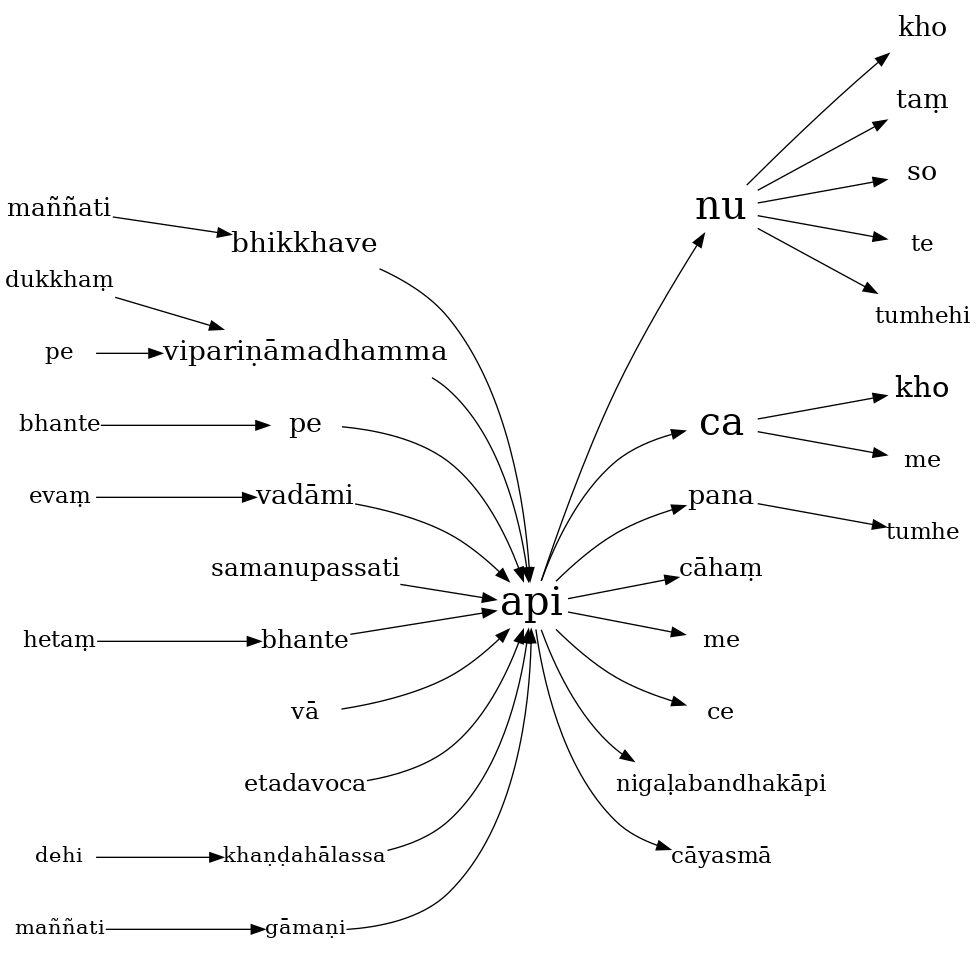 kho
taṃ
so
maññati
nu
bhikkhave
te
dukkhaṃ
tumhehi
pe
vipariṇāmadhamma
kho
bhante
pe
ca
me
evaṃ
vadāmi
pana
tumhe
samanupassati
api
cāhaṃ
hetaṃ
bhante
me
vā
ce
etadavoca
nigaḷabandhakāpi
dehi
khaṇḍahālassa
cāyasmā
maññati
gāmaṇi